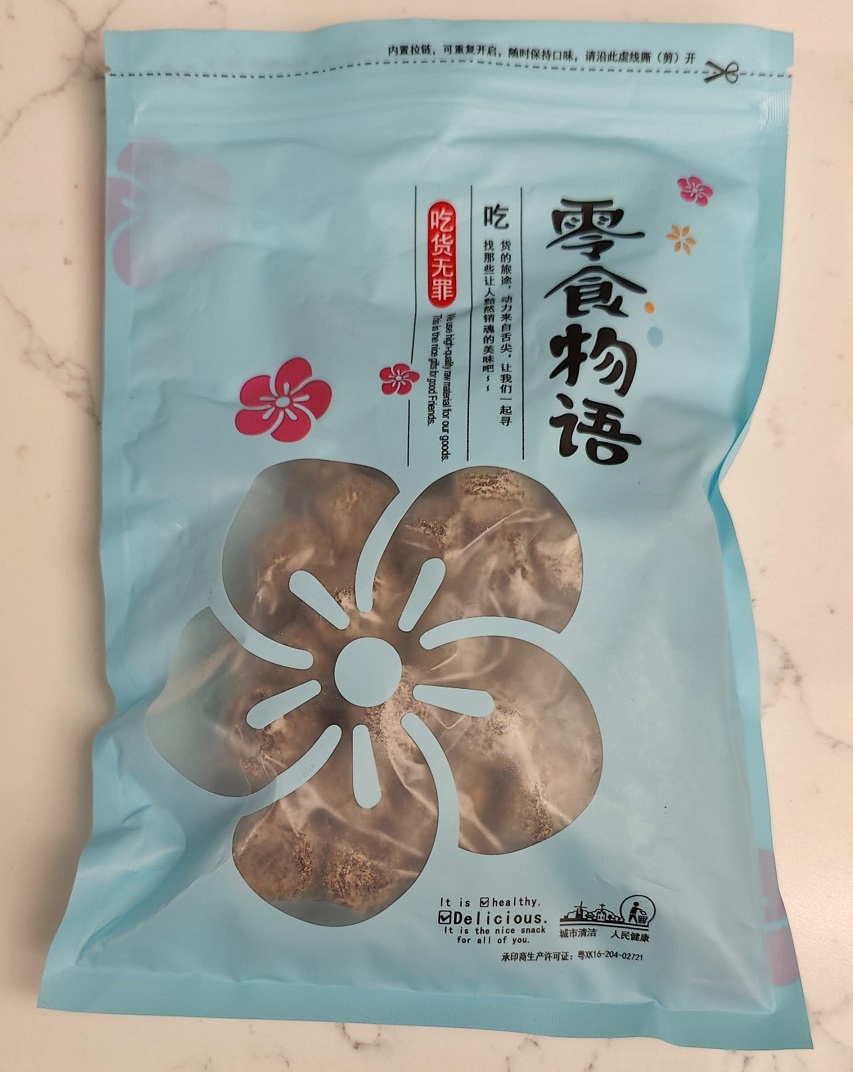 内置拉链，可重复开启，随时保持口味，请沿此虚线撕（剪）开
零食物语
吃
货的旅途，动力来自舌尖，让我们一起寻
找那些让人黯然销魂的美味吧~~
吃货无罪
We use high-quality raw material for our goods.
This is the nice gifts for good Friends.
It is ☑healthy.
☑Delicious.
It is the nice snack
for all of you.
城市清洁 人民健康
承印商生产许可证：粤XK16-204-02721